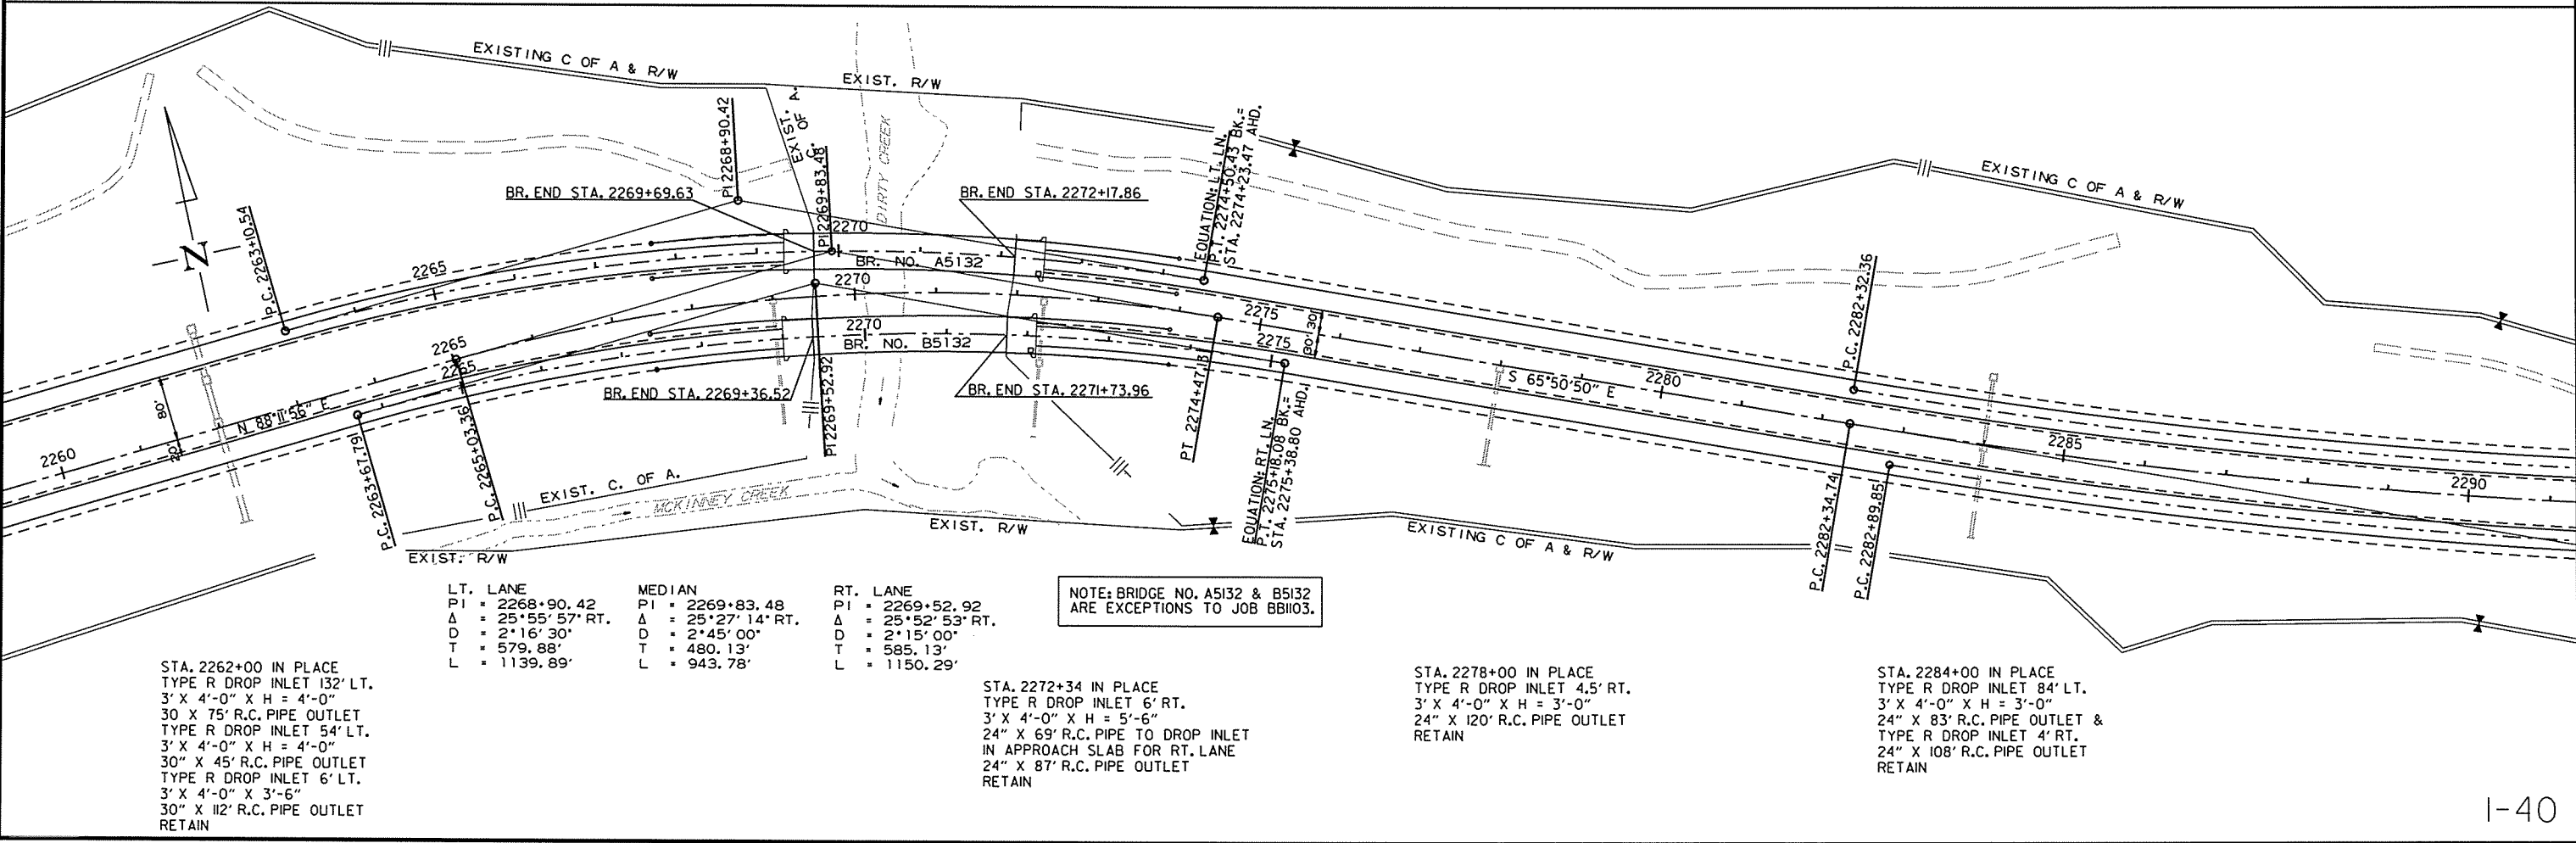 EXISTING C OF A & R/W
EXIST. R/W
EXIST. C. OF A.
DIRTY CREEK
EXISTING C OF A & R/W
N
P.C. 2263+10.54
PI 2268+90.42
PI 2269+83.48
BR. END STA. 2269+69.63
BR. END STA. 2272+17.86
EQUATION: LT. LN.
P.T. 2274+50.43 BK.=
STA. 2274+23.47 AHD.
P.C. 2282+32.36
2265
2270
BR. NO. A5132
2270
2275
30' 30'
2265
2265
2270
BR. NO. B5132
2275
S 65°50'50" E
2280
2285
2290
2260
80'
20'
N 88°11'56" E
P.C. 2263+67.79
P.C. 2265+03.36
BR. END STA. 2269+36.52
PI 2269+52.92
BR. END STA. 2271+73.96
PT 2274+47.13
EQUATION: RT. LN.
P.T. 2275+18.08 BK.=
STA. 2275+38.80 AHD.
P.C. 2282+34.74
P.C. 2282+89.85
EXIST. C. OF A.
MCKINNEY CREEK
EXIST. R/W
EXIST. R/W
EXISTING C OF A & R/W
LT. LANE
PI = 2268+90.42
Δ = 25°55'57" RT.
D = 2°16'30"
T = 579.88'
L = 1139.89'
MEDIAN
PI = 2269+83.48
Δ = 25°27'14" RT.
D = 2°45'00"
T = 480.13'
L = 943.78'
RT. LANE
PI = 2269+52.92
Δ = 25°52'53" RT.
D = 2°15'00"
T = 585.13'
L = 1150.29'
NOTE: BRIDGE NO. A5132 & B5132
ARE EXCEPTIONS TO JOB BB1103.
STA. 2262+00 IN PLACE
TYPE R DROP INLET 132' LT.
3' X 4'-0" X H = 4'-0"
30 X 75' R.C. PIPE OUTLET
TYPE R DROP INLET 54' LT.
3' X 4'-0" X H = 4'-0"
30" X 45' R.C. PIPE OUTLET
TYPE R DROP INLET 6' LT.
3' X 4'-0" X 3'-6"
30" X 112' R.C. PIPE OUTLET
RETAIN
STA. 2272+34 IN PLACE
TYPE R DROP INLET 6' RT.
3' X 4'-0" X H = 5'-6"
24" X 69' R.C. PIPE TO DROP INLET
IN APPROACH SLAB FOR RT. LANE
24" X 87' R.C. PIPE OUTLET
RETAIN
STA. 2278+00 IN PLACE
TYPE R DROP INLET 4.5' RT.
3' X 4'-0" X H = 3'-0"
24" X 120' R.C. PIPE OUTLET
RETAIN
STA. 2284+00 IN PLACE
TYPE R DROP INLET 84' LT.
3' X 4'-0" X H = 3'-0"
24" X 83' R.C. PIPE OUTLET &
TYPE R DROP INLET 4' RT.
24" X 108' R.C. PIPE OUTLET
RETAIN
I-40